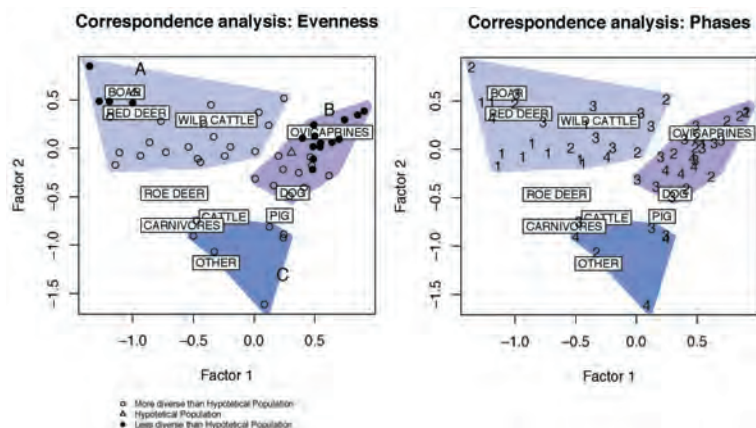 Correspondence analysis: Evenness
A
BOAR
RED DEER
WILD CATTLE
B
OVICAPRINES
ROE DEER
DOG
CATTLE
PIG
CARNIVORES
OTHER
C
0.5
0.0
−0.5
−1.0
−1.5
Factor 2
−1.0
−0.5
0.0
0.5
Factor 1
More diverse than Hypotetical Population
Hypotetical Population
Less diverse than Hypotetical Population
Correspondence analysis: Phases
BOAR
RED DEER
WILD CATTLE
OVICAPRINES
ROE DEER
DOG
CATTLE
PIG
CARNIVORES
OTHER
0.5
0.0
−0.5
−1.0
−1.5
Factor 2
−1.0
−0.5
0.0
0.5
Factor 1